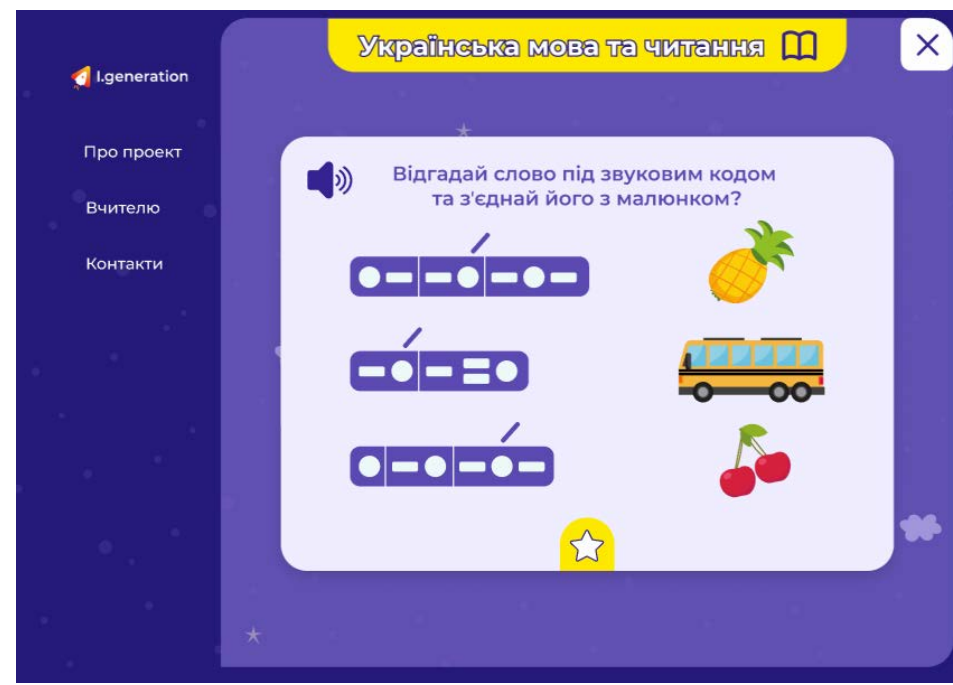 Українська мова та читання
I.generation
Про проект
Вчителю
Контакти
Відгадай слово під звуковим кодом
та з'єднай його з малюнком?